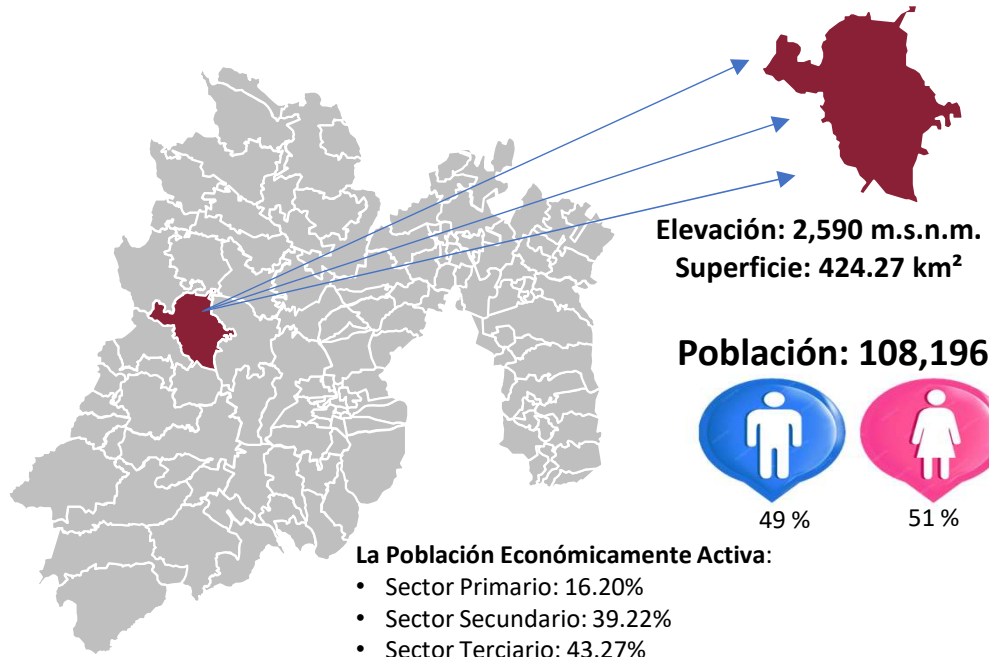 Elevación: 2,590 m.s.n.m.
Superficie: 424.27 km²
Población: 108,196
49 %
51 %
La Población Económicamente Activa:
• Sector Primario: 16.20%
• Sector Secundario: 39.22%
• Sector Terciario: 43.27%